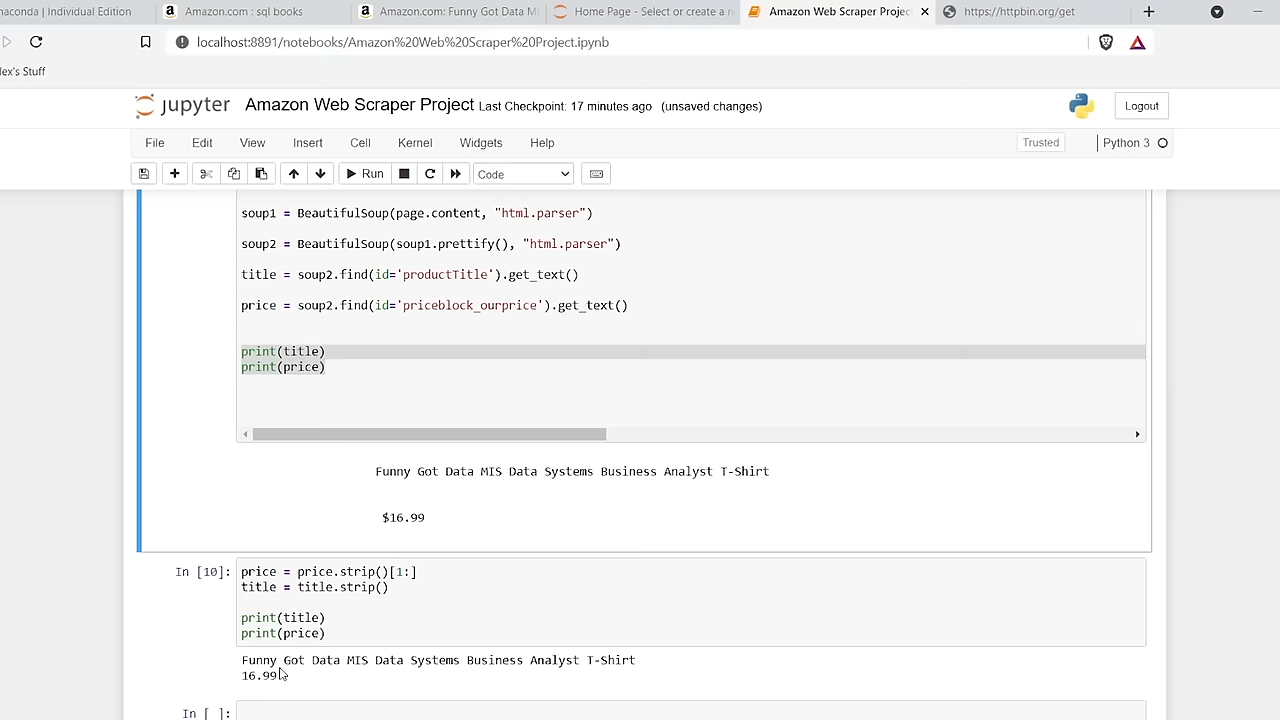 naconda | Individual Edition
Amazon.com : sql books
Amazon.com: Funny Got Data M
Home Page - Select or create a n
Amazon Web Scraper Projec
https://httpbin.org/get
localhost:8891/notebooks/Amazon%20Web%20Scraper%20Project.ipynb
lex's Stuff
jupyter Amazon Web Scraper Project Last Checkpoint: 17 minutes ago (unsaved changes)
Logout
File Edit View Insert Cell Kernel Widgets Help
Trusted
Python 3
Run
Code
soup1 = BeautifulSoup(page.content, "html.parser")
soup2 = BeautifulSoup(soup1.prettify(), "html.parser")
title = soup2.find(id='productTitle').get_text()
price = soup2.find(id='priceblock_ourprice').get_text()
print(title)
print(price)
Funny Got Data MIS Data Systems Business Analyst T-Shirt
$16.99
In [10]: price = price.strip()[1:]
title = title.strip()
print(title)
print(price)
Funny Got Data MIS Data Systems Business Analyst T-Shirt
16.99
In [ ]: